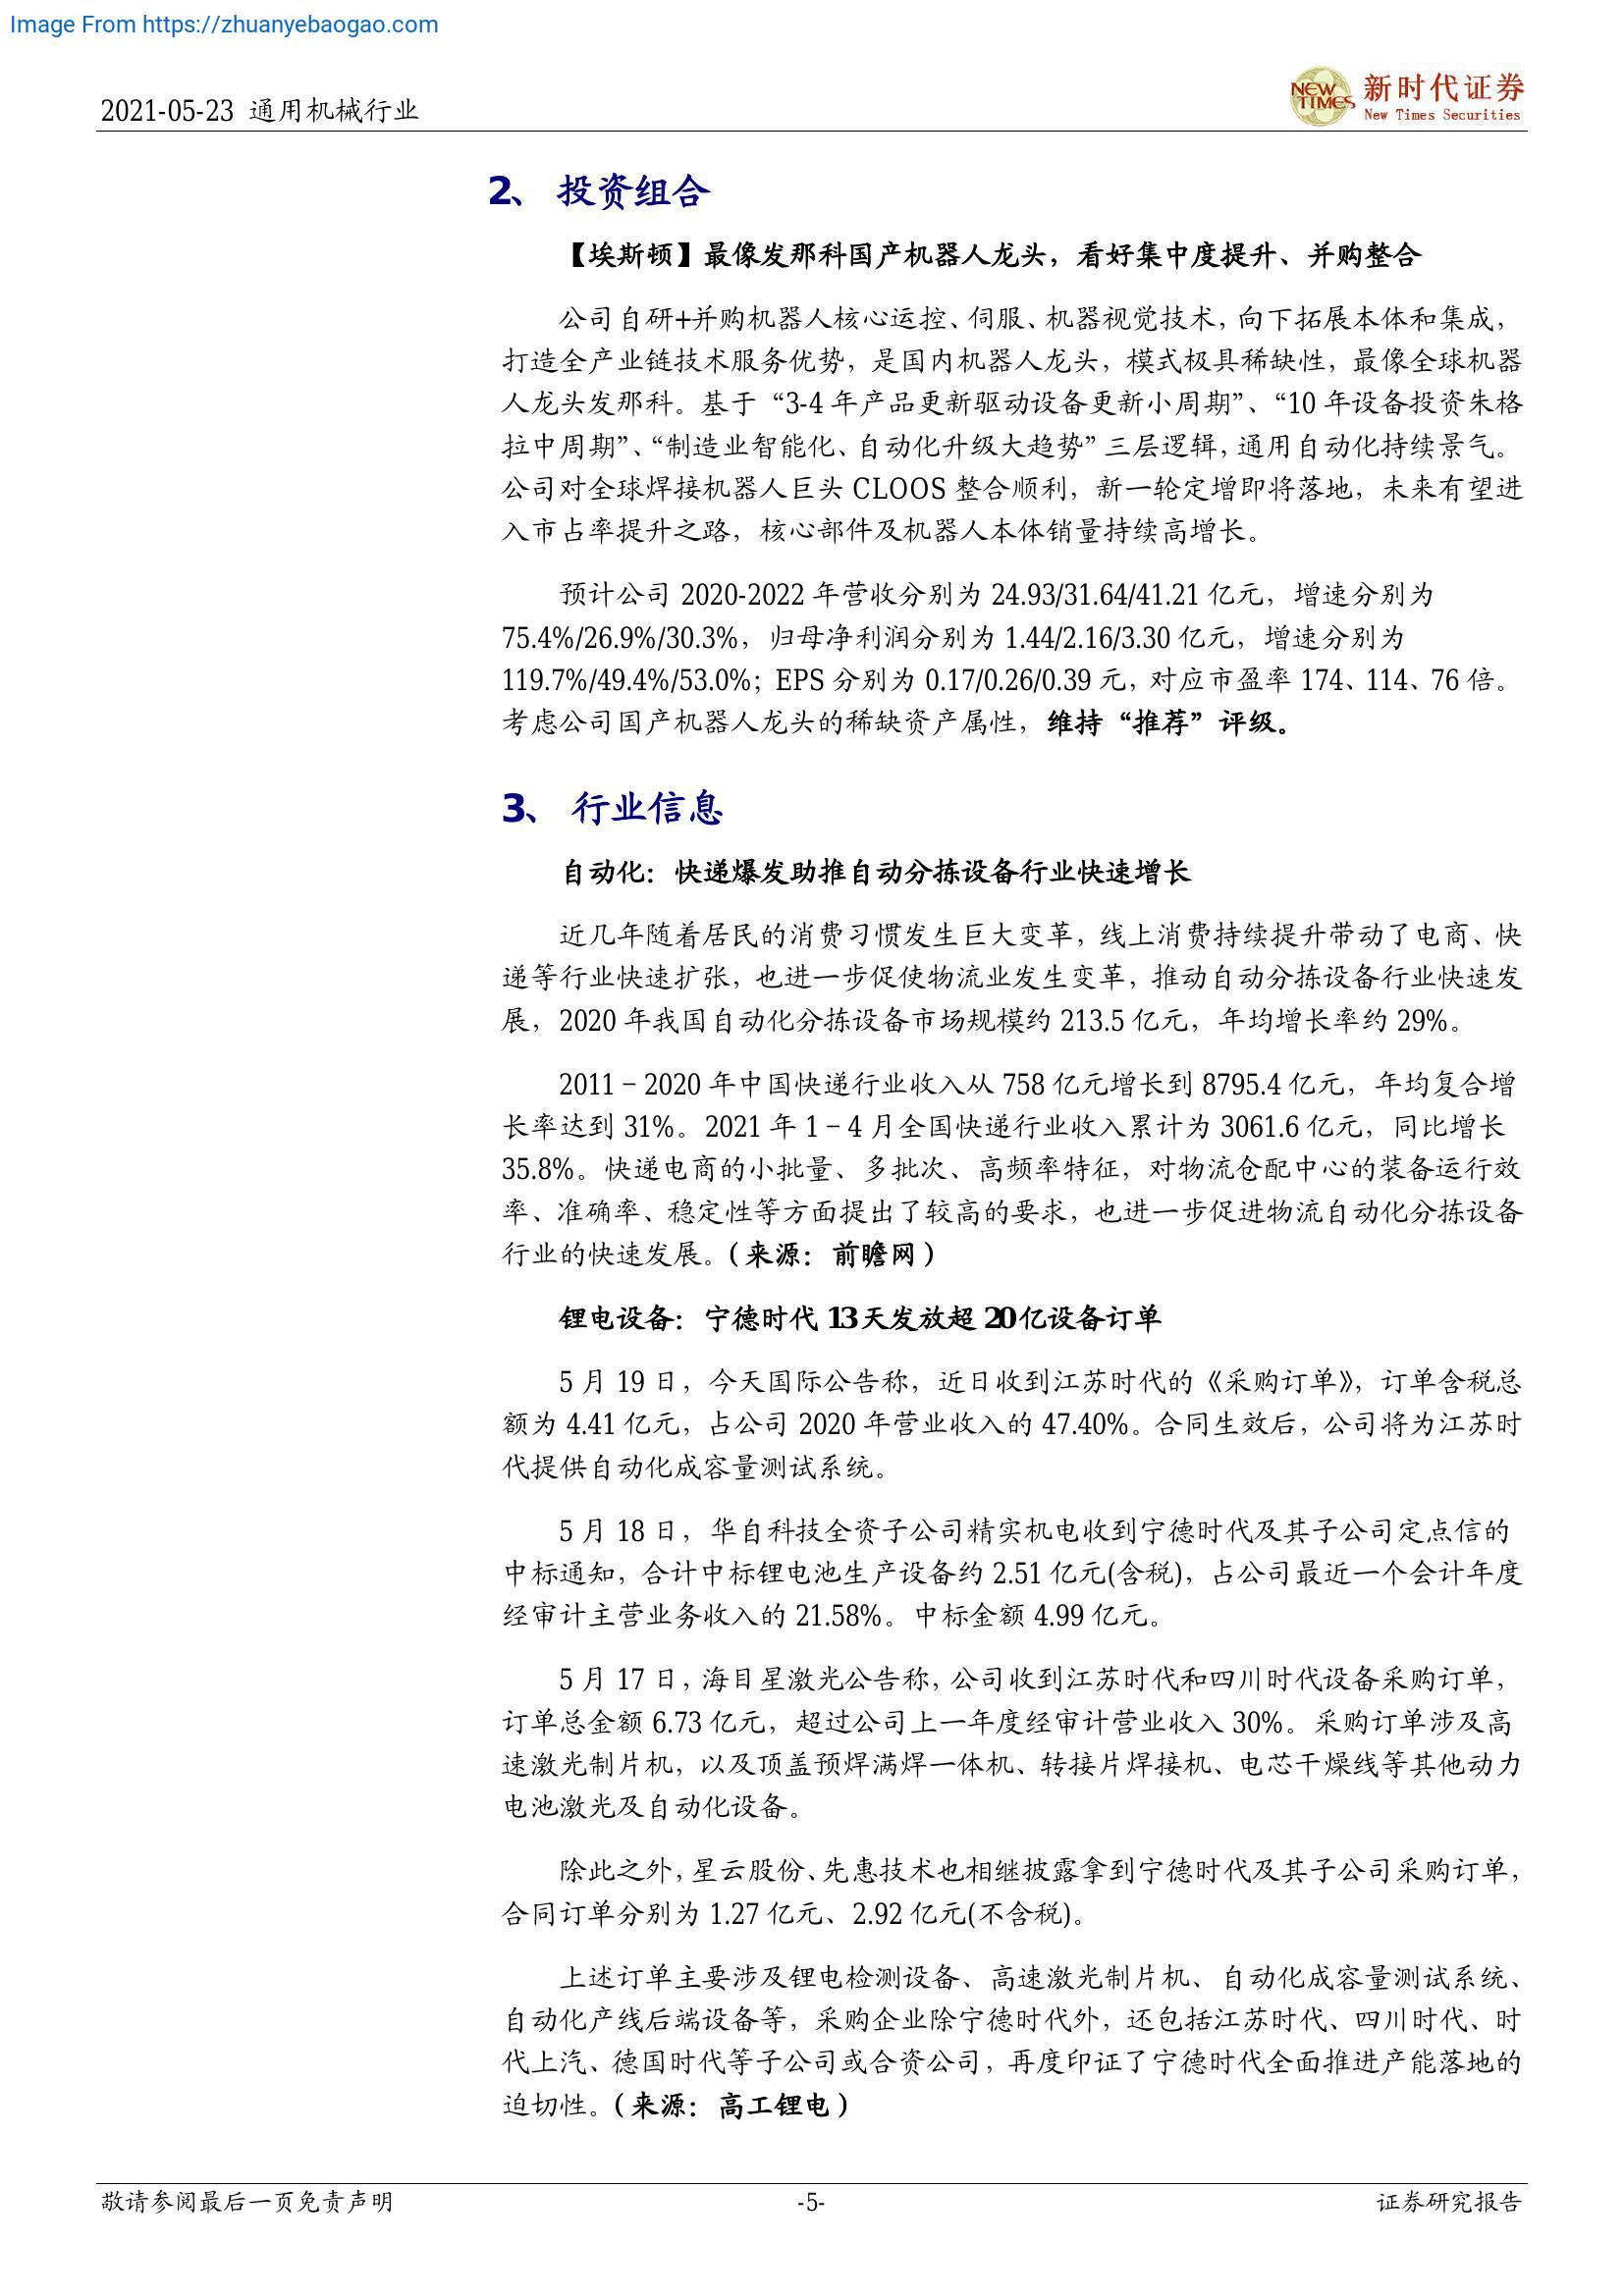 Image From https://zhuanyebaogao.com
2021-05-23 通用机械行业
NEW TIMES 新时代证券
New Times Securities
2、 投资组合
【埃斯顿】最像发那科国产机器人龙头，看好集中度提升、并购整合
公司自研+并购机器人核心运控、伺服、机器视觉技术，向下拓展本体和集成，
打造全产业链技术服务优势，是国内机器人龙头，模式极具稀缺性，最像全球机器
人龙头发那科。基于“3-4 年产品更新驱动设备更新小周期”、“10 年设备投资朱格
拉中周期”、“制造业智能化、自动化升级大趋势”三层逻辑，通用自动化持续景气。
公司对全球焊接机器人巨头 CLOOS 整合顺利，新一轮定增即将落地，未来有望进
入市占率提升之路，核心部件及机器人本体销量持续高增长。
预计公司 2020-2022 年营收分别为 24.93/31.64/41.21 亿元，增速分别为
75.4%/26.9%/30.3%，归母净利润分别为 1.44/2.16/3.30 亿元，增速分别为
119.7%/49.4%/53.0%；EPS 分别为 0.17/0.26/0.39 元，对应市盈率 174、114、76 倍。
考虑公司国产机器人龙头的稀缺资产属性，维持“推荐”评级。
3、 行业信息
自动化：快递爆发助推自动分拣设备行业快速增长
近几年随着居民的消费习惯发生巨大变革，线上消费持续提升带动了电商、快
递等行业快速扩张，也进一步促使物流业发生变革，推动自动分拣设备行业快速发
展，2020 年我国自动化分拣设备市场规模约 213.5 亿元，年均增长率约 29%。
2011－2020 年中国快递行业收入从 758 亿元增长到 8795.4 亿元，年均复合增
长率达到 31%。2021 年 1－4 月全国快递行业收入累计为 3061.6 亿元，同比增长
35.8%。快递电商的小批量、多批次、高频率特征，对物流仓配中心的装备运行效
率、准确率、稳定性等方面提出了较高的要求，也进一步促进物流自动化分拣设备
行业的快速发展。（来源：前瞻网）
锂电设备：宁德时代 13 天发放超 20 亿设备订单
5 月 19 日，今天国际公告称，近日收到江苏时代的《采购订单》，订单含税总
额为 4.41 亿元，占公司 2020 年营业收入的 47.40%。合同生效后，公司将为江苏时
代提供自动化成容量测试系统。
5 月 18 日，华自科技全资子公司精实机电收到宁德时代及其子公司定点信的
中标通知，合计中标锂电池生产设备约 2.51 亿元(含税)，占公司最近一个会计年度
经审计主营业务收入的 21.58%。中标金额 4.99 亿元。
5 月 17 日，海目星激光公告称，公司收到江苏时代和四川时代设备采购订单，
订单总金额 6.73 亿元，超过公司上一年度经审计营业收入 30%。采购订单涉及高
速激光制片机，以及顶盖预焊满焊一体机、转接片焊接机、电芯干燥线等其他动力
电池激光及自动化设备。
除此之外，星云股份、先惠技术也相继披露拿到宁德时代及其子公司采购订单，
合同订单分别为 1.27 亿元、2.92 亿元(不含税)。
上述订单主要涉及锂电检测设备、高速激光制片机、自动化成容量测试系统、
自动化产线后端设备等，采购企业除宁德时代外，还包括江苏时代、四川时代、时
代上汽、德国时代等子公司或合资公司，再度印证了宁德时代全面推进产能落地的
迫切性。（来源：高工锂电）
敬请参阅最后一页免责声明
-5-
证券研究报告